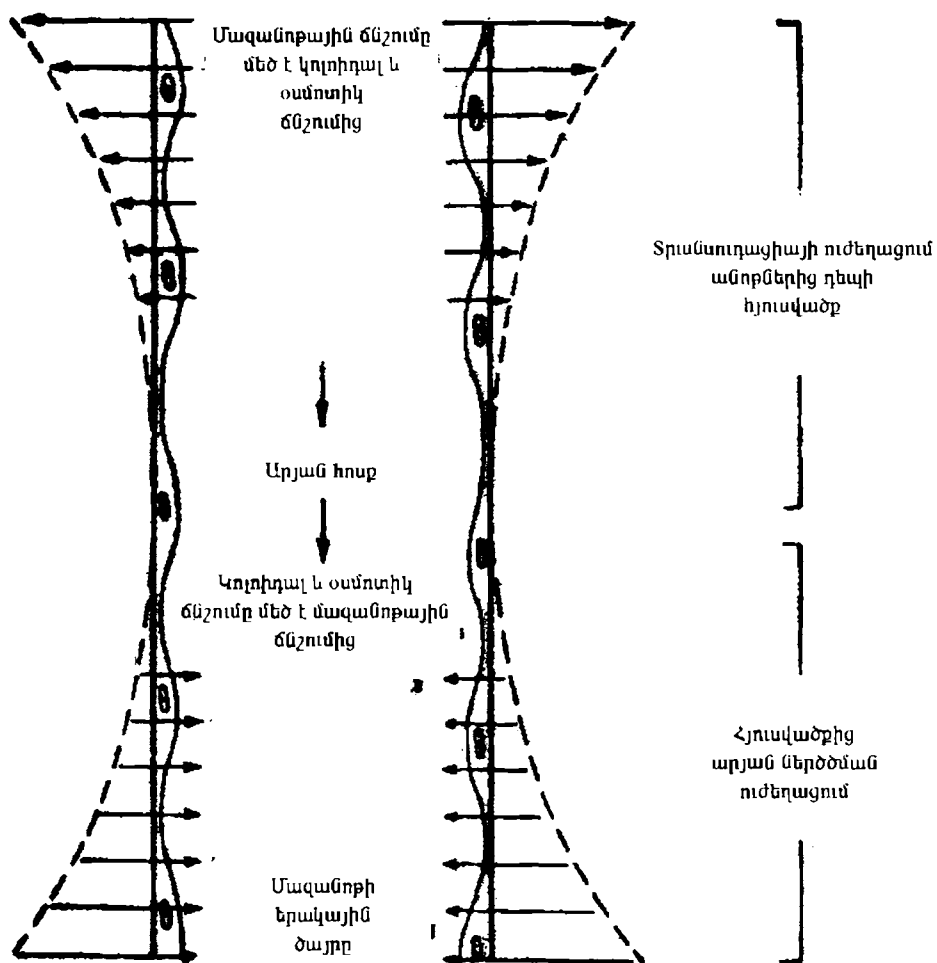 Մազանոթային ճնշումը
մեծ է կոլոիդալ և
օսմոտիկ
ճնշումից
Տրանսուդացիայի ուժեղացում
անոթներից դեպի
հյուսվածք
Արյան հոսք
Կոլոիդալ և օսմոտիկ
ճնշումը մեծ է մազանոթային
ճնշումից
Հյուսվածքից
արյան ներծծման
ուժեղացում
Մազանոթի
երակային
ծայրը